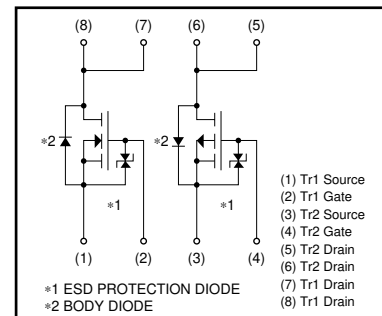 (8) (7) (6) (5)
∗2 ∗2
∗1 ∗1
(1) (2) (3) (4)
(1) Tr1 Source
(2) Tr1 Gate
(3) Tr2 Source
(4) Tr2 Gate
(5) Tr2 Drain
(6) Tr2 Drain
(7) Tr1 Drain
(8) Tr1 Drain
∗1 ESD PROTECTION DIODE
∗2 BODY DIODE